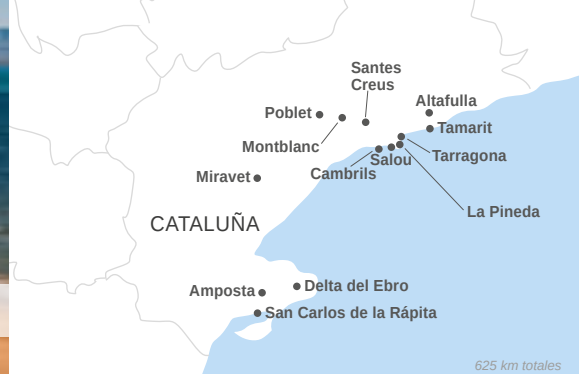 Santes
Creus
Altafulla
Poblet
Tamarit
Montblanc
Tarragona
Salou
Cambrils
Miravet
La Pineda
CATALUÑA
Delta del Ebro
Amposta
San Carlos de la Rápita
625 km totales